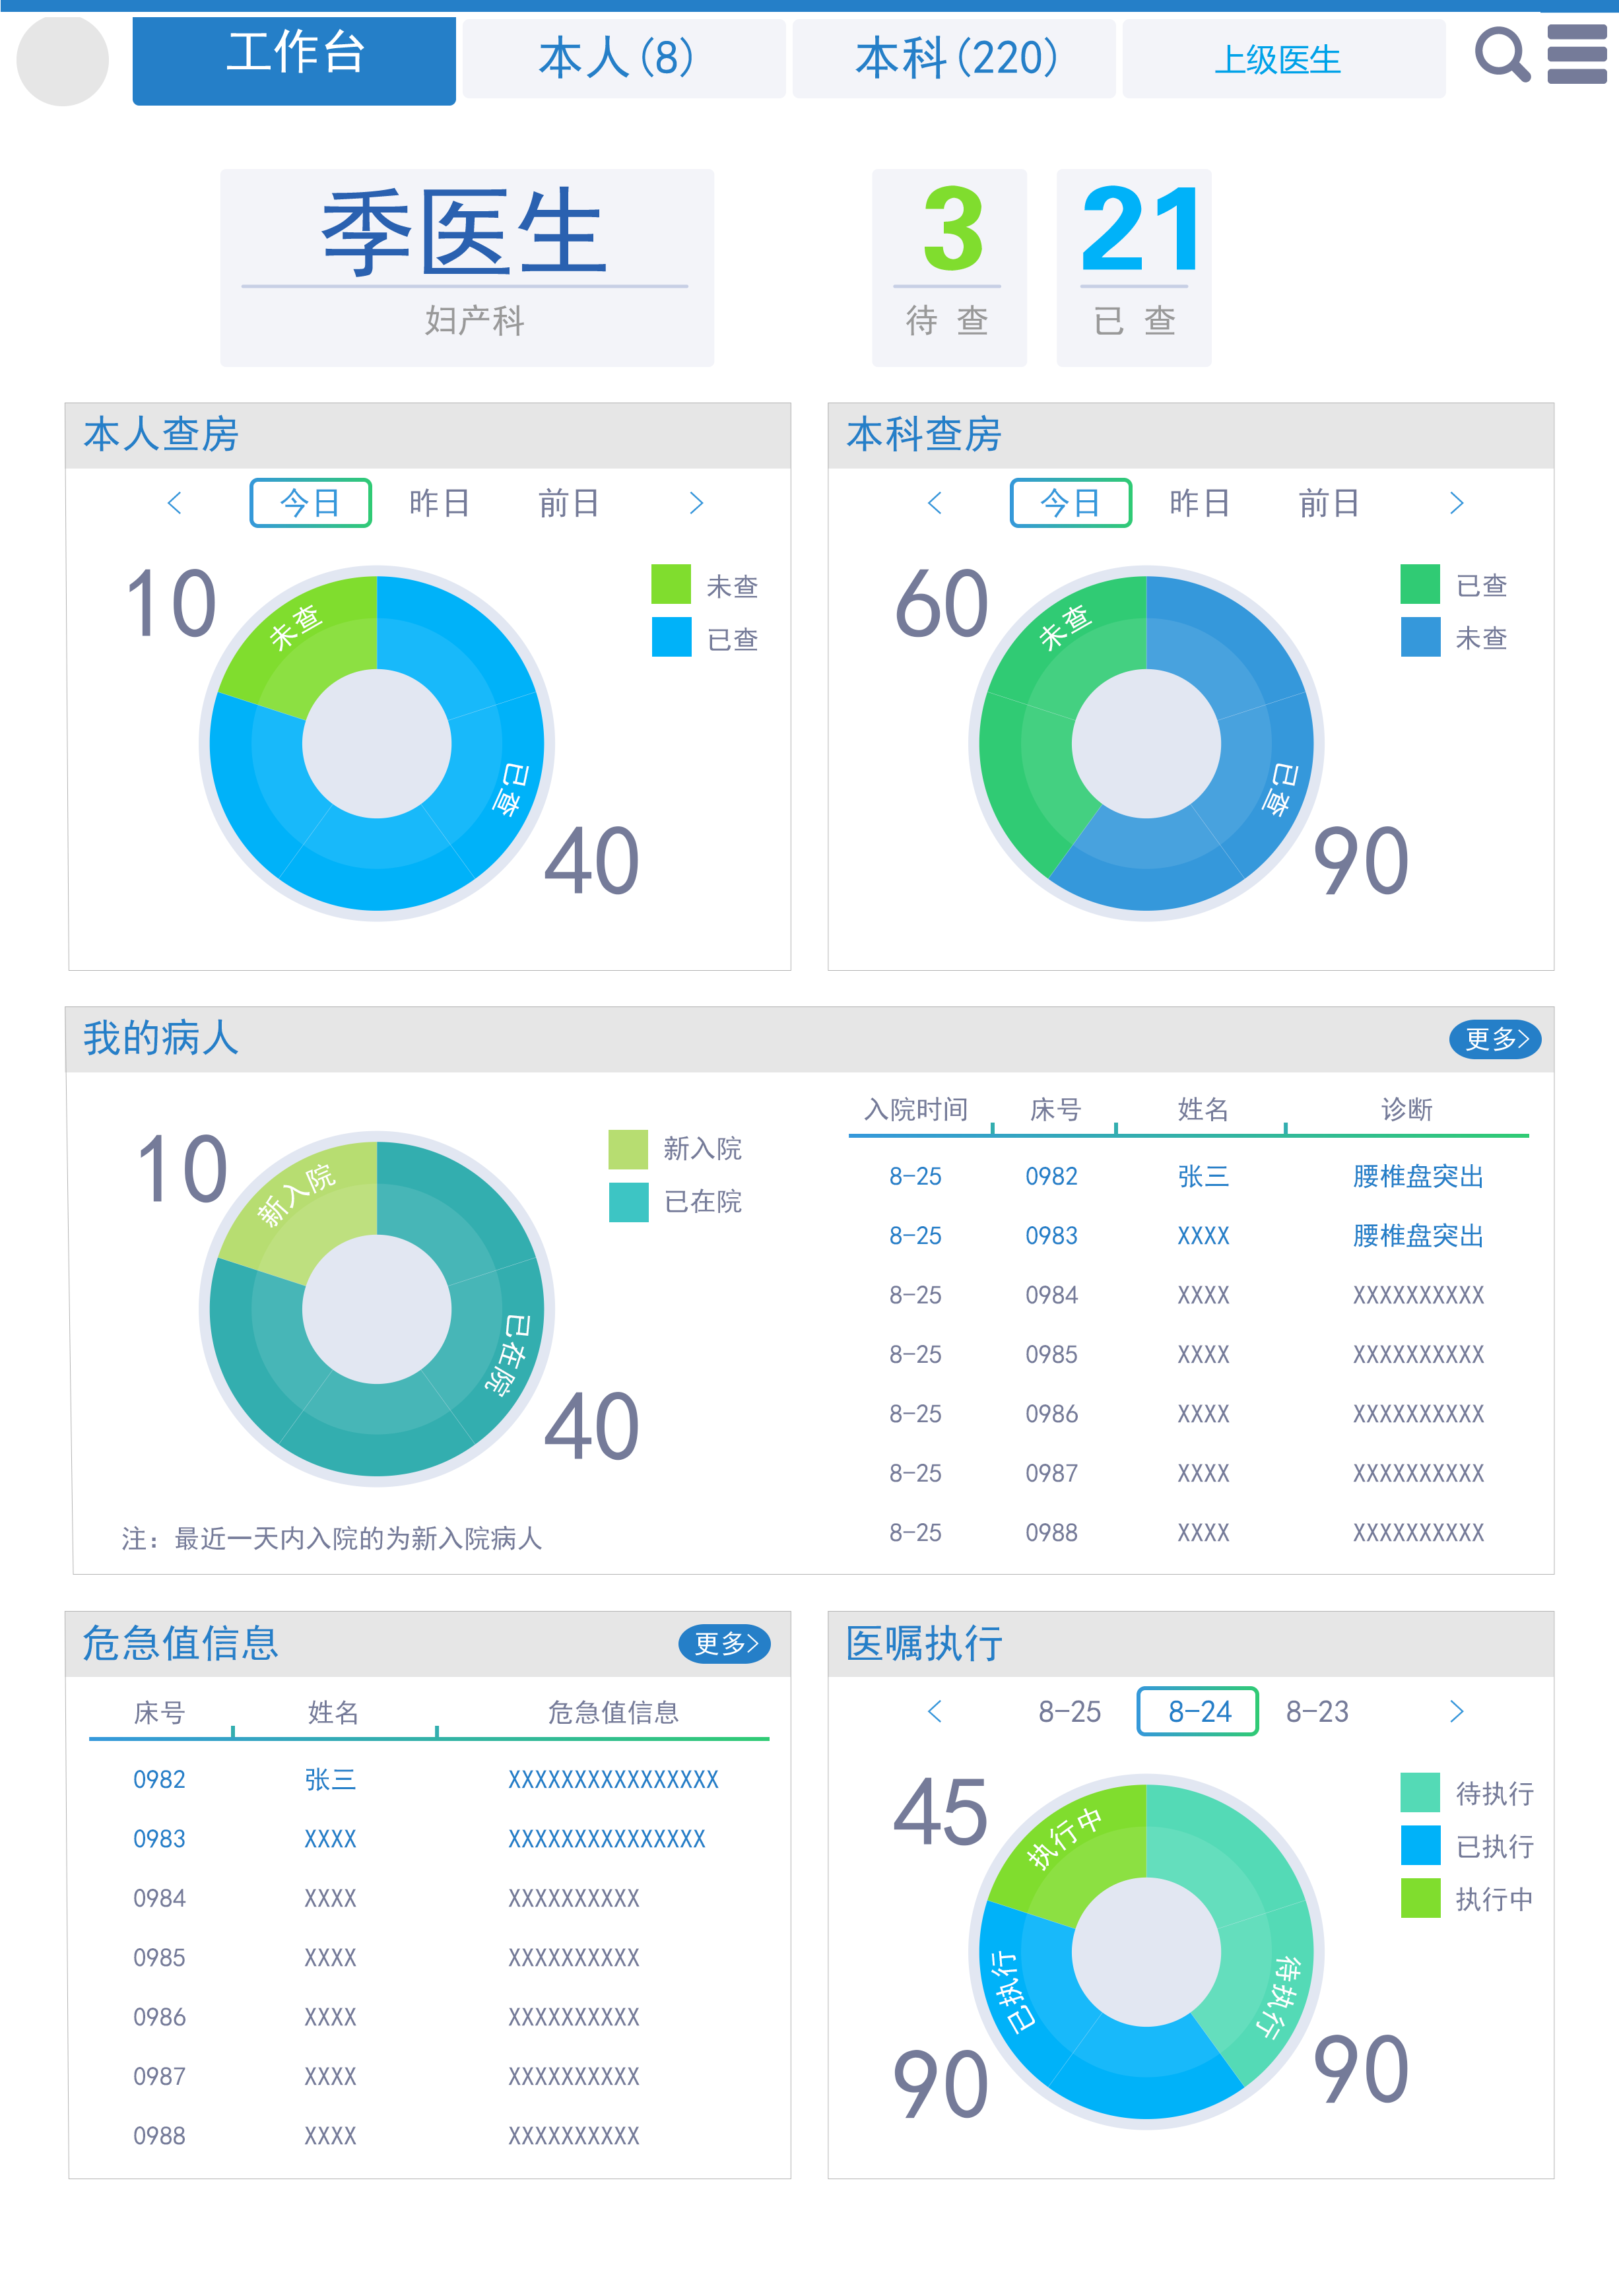 工作台 本人(8) 本科(220) 上级医生
季医生 3 21
妇产科 待 查 已 查
本人查房
今日 昨日 前日
10
未查
已查
未查
已查
40
本科查房
今日 昨日 前日
60
已查
未查
未查
已查
90
我的病人 更多
10
新入院
已在院
新入院
已在院
40
注：最近一天内入院的为新入院病人
入院时间 床号 姓名 诊断
8-25 0982 张三 腰椎盘突出
8-25 0983 XXXX 腰椎盘突出
8-25 0984 XXXX XXXXXXXXXX
8-25 0985 XXXX XXXXXXXXXX
8-25 0986 XXXX XXXXXXXXXX
8-25 0987 XXXX XXXXXXXXXX
8-25 0988 XXXX XXXXXXXXXX
危急值信息 更多
床号 姓名 危急值信息
0982 张三 XXXXXXXXXXXXXXXX
0983 XXXX XXXXXXXXXXXXXXX
0984 XXXX XXXXXXXXXX
0985 XXXX XXXXXXXXXX
0986 XXXX XXXXXXXXXX
0987 XXXX XXXXXXXXXX
0988 XXXX XXXXXXXXXX
医嘱执行
8-25 8-24 8-23
45
待执行
已执行
执行中
执行中
已执行
待执行
90 90